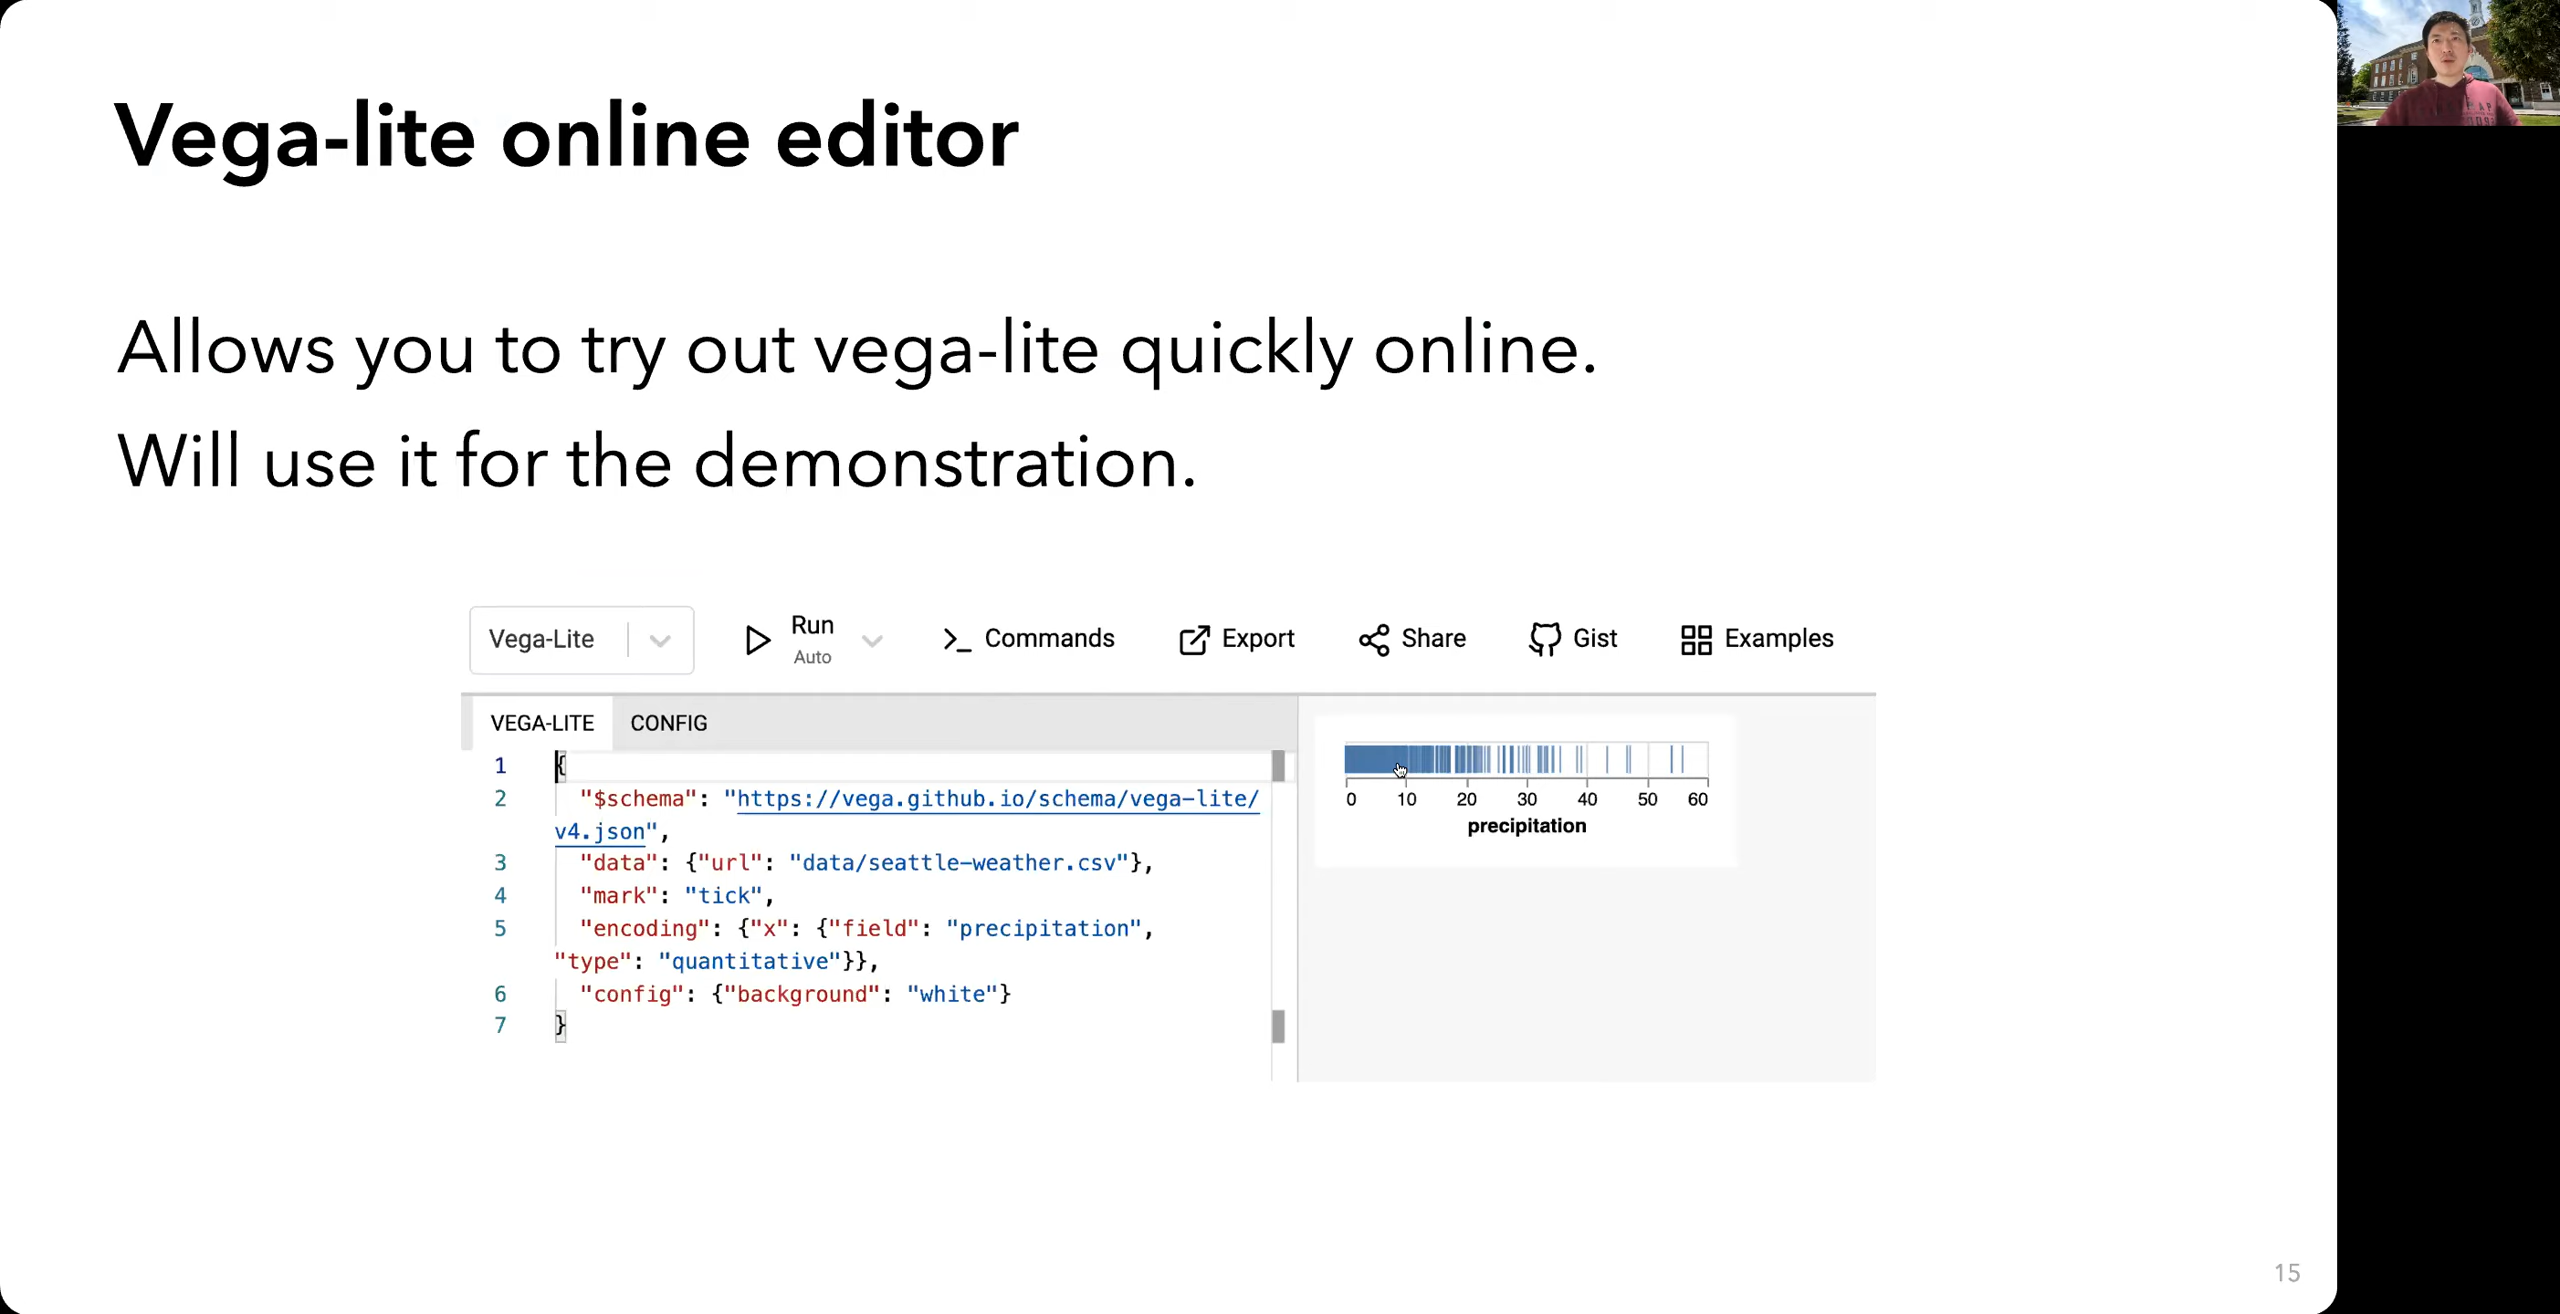 Vega-lite online editor
Allows you to try out vega-lite quickly online.
Will use it for the demonstration.
Vega-Lite
Run
Auto
Commands
Export
Share
Gist
Examples
VEGA-LITE CONFIG
1 {
2 "$schema": "https://vega.github.io/schema/vega-lite/
v4.json",
3 "data": {"url": "data/seattle-weather.csv"},
4 "mark": "tick",
5 "encoding": {"x": {"field": "precipitation",
"type": "quantitative"}},
6 "config": {"background": "white"}
7 }
0 10 20 30 40 50 60
precipitation
15